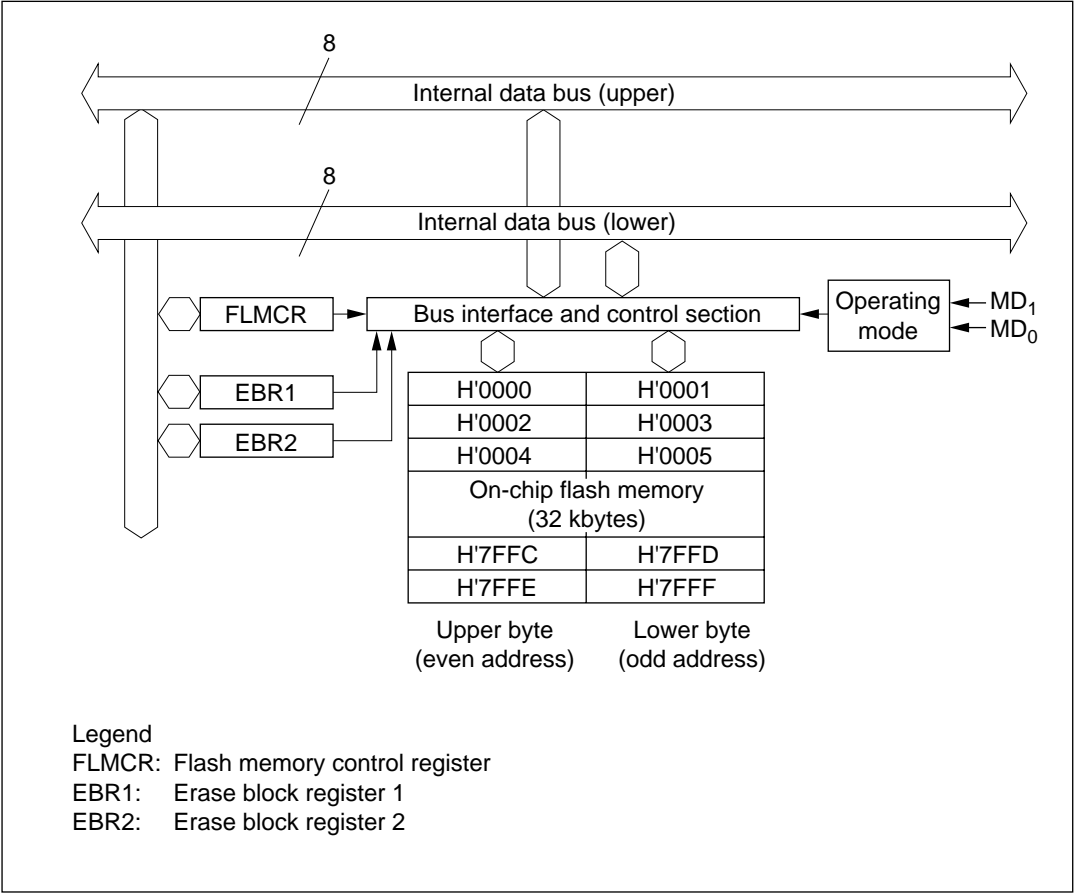 8
Internal data bus (upper)
8
Internal data bus (lower)
FLMCR
Bus interface and control section
Operating
mode
MD1
MD0
EBR1
EBR2
H'0000 H'0001
H'0002 H'0003
H'0004 H'0005
On-chip flash memory
(32 kbytes)
H'7FFC H'7FFD
H'7FFE H'7FFF
Upper byte
(even address)
Lower byte
(odd address)
Legend
FLMCR: Flash memory control register
EBR1: Erase block register 1
EBR2: Erase block register 2